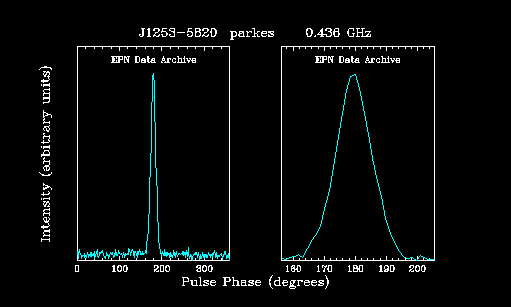 J1253-5820 parkes 0.436 GHz
EPN Data Archive
EPN Data Archive
Intensity (arbitrary units)
0 100 200 300
160 170 180 190 200
Pulse Phase (degrees)